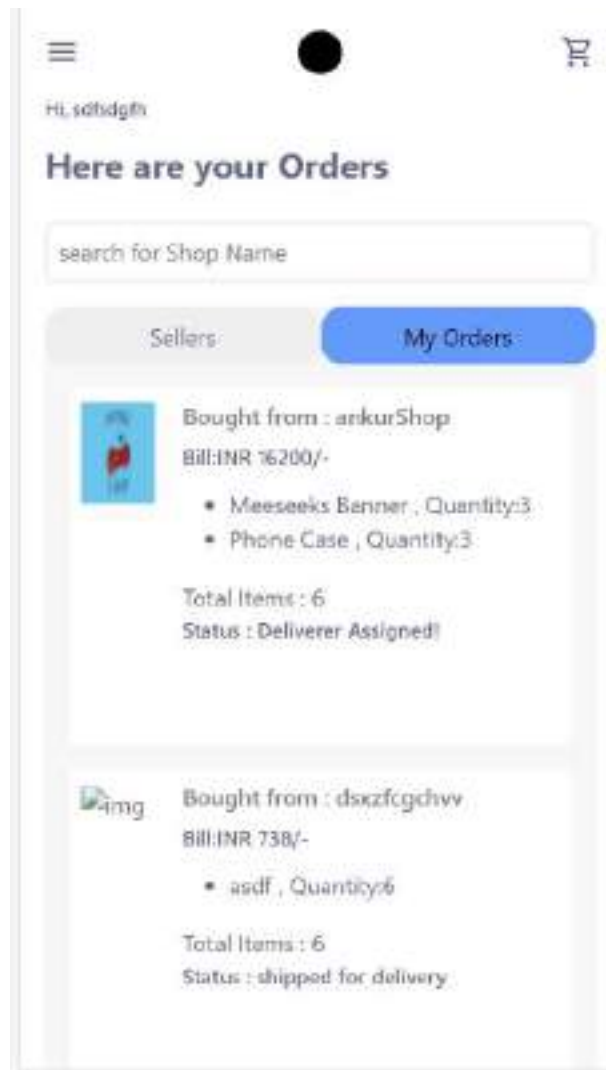 Hi, sdfsdgfh
Here are your Orders
search for Shop Name
Sellers
My Orders
Bought from : ankurShop
Bill:INR 16200/-
• Meeseeks Banner , Quantity:3
• Phone Case , Quantity:3
Total Items : 6
Status : Deliverer Assigned!
img
Bought from : dsxzfcgchvv
Bill:INR 738/-
• asdf , Quantity:6
Total Items : 6
Status : shipped for delivery